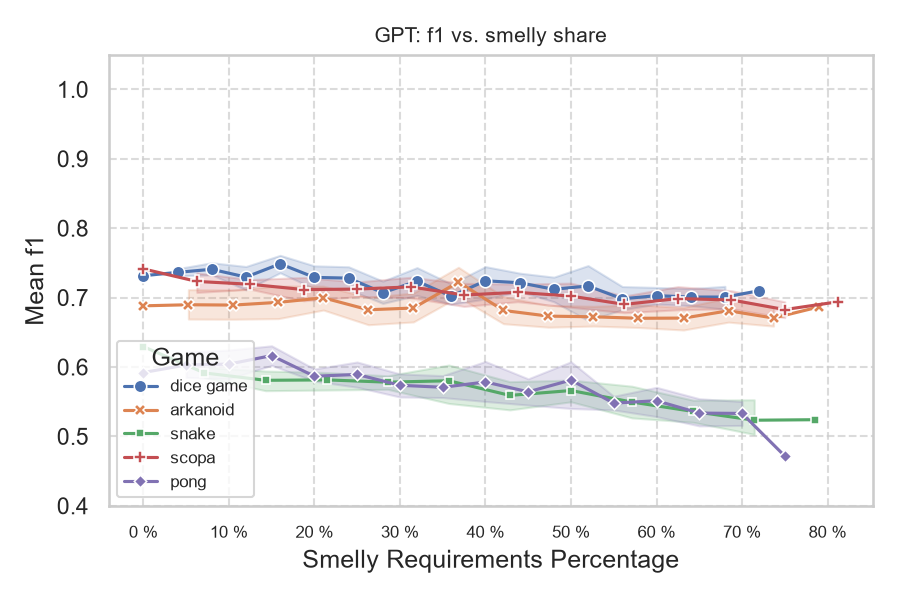 GPT: f1 vs. smelly share
Mean f1
1.0
0.9
0.8
0.7
0.6
0.5
0.4
Game
dice game
arkanoid
snake
scopa
pong
0 % 10 % 20 % 30 % 40 % 50 % 60 % 70 % 80 %
Smelly Requirements Percentage